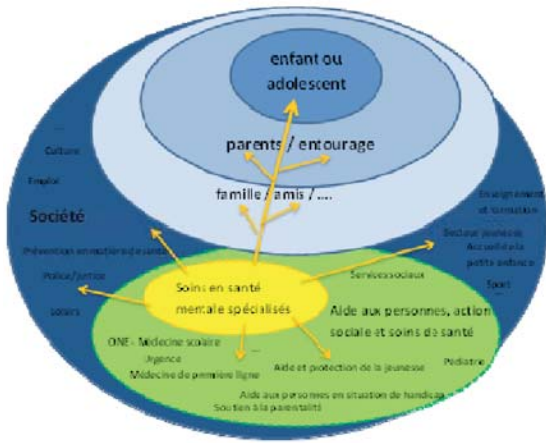 enfant ou
adolescent
parents / entourage
famille / amis / ....
...
Culture
Emploi
Société
Prévention en matière de santé
Police/justice
Loisirs
Enseignement
et formation
Secteur jeunesse
Accueil de la
petite enfance
Sport
...
Services sociaux
Soins en santé
mentale spécialisés
Aide aux personnes, action
sociale et soins de santé
ONE - Médecine scolaire
...
Urgence
Médecine de première ligne
Aide et protection de la jeunesse
Pédiatrie
Aide aux personnes en situation de handicap
Soutien à la parentalité